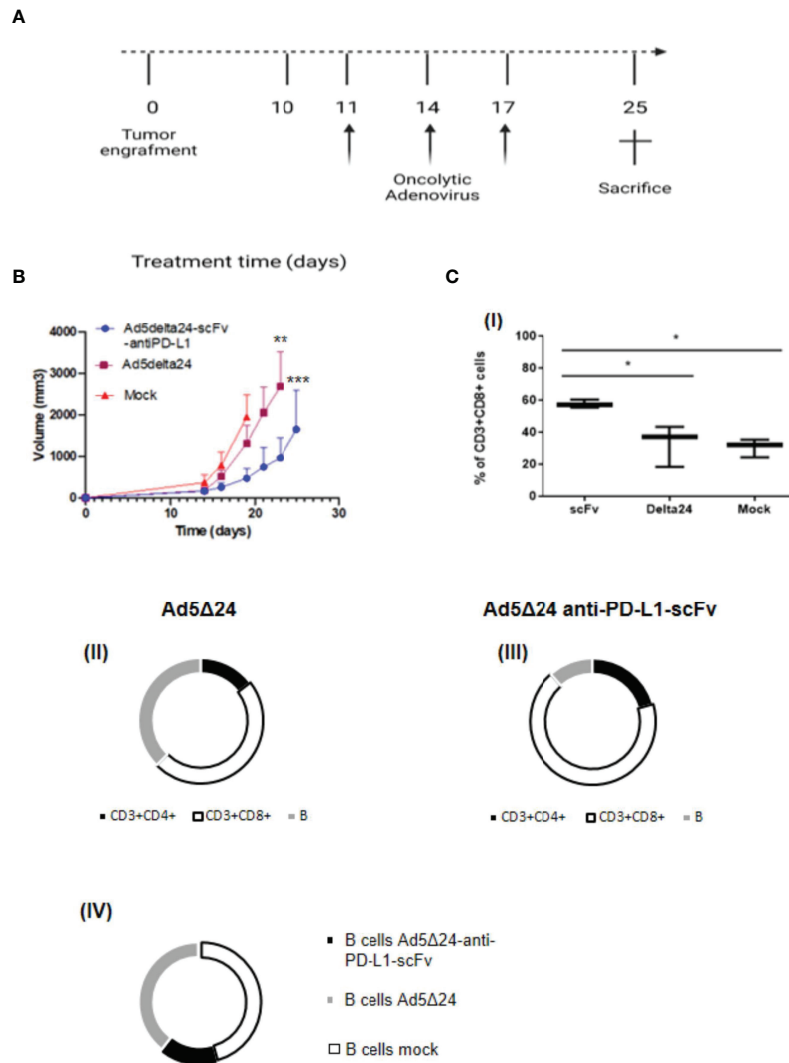 A
0 10 11 14 17 25
Tumor
engrafment
Oncolytic
Adenovirus
Sacrifice
Treatment time (days)
B
Ad5delta24-scFv
-antiPD-L1
Ad5delta24
Mock
**
***
4000
3000
2000
1000
0
Volume (mm3)
0 10 20 30
Time (days)
C
(I)
*
*
100
80
60
40
20
0
% of CD3+CD8+ cells
scFv Delta24 Mock
Ad5Δ24
(II)
CD3+CD4+ CD3+CD8+ B
Ad5Δ24 anti-PD-L1-scFv
(III)
CD3+CD4+ CD3+CD8+ B
(IV)
B cells Ad5Δ24-anti-
PD-L1-scFv
B cells Ad5Δ24
B cells mock